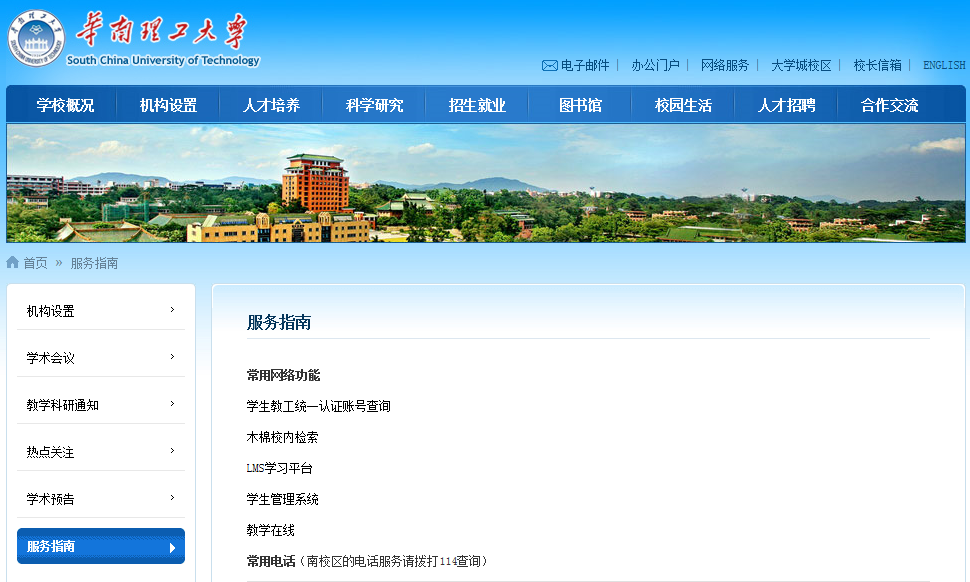 华南理工大学
South China University of Technology
电子邮件 | 办公门户 | 网络服务 | 大学城校区 | 校长信箱 | ENGLISH
学校概况 机构设置 人才培养 科学研究 招生就业 图书馆 校园生活 人才招聘 合作交流
首页 » 服务指南
机构设置
学术会议
教学科研通知
热点关注
学术预告
服务指南
服务指南
常用网络功能
学生教工统一认证账号查询
木棉校内检索
LMS学习平台
学生管理系统
教学在线
常用电话（南校区的电话服务请拨打114查询）